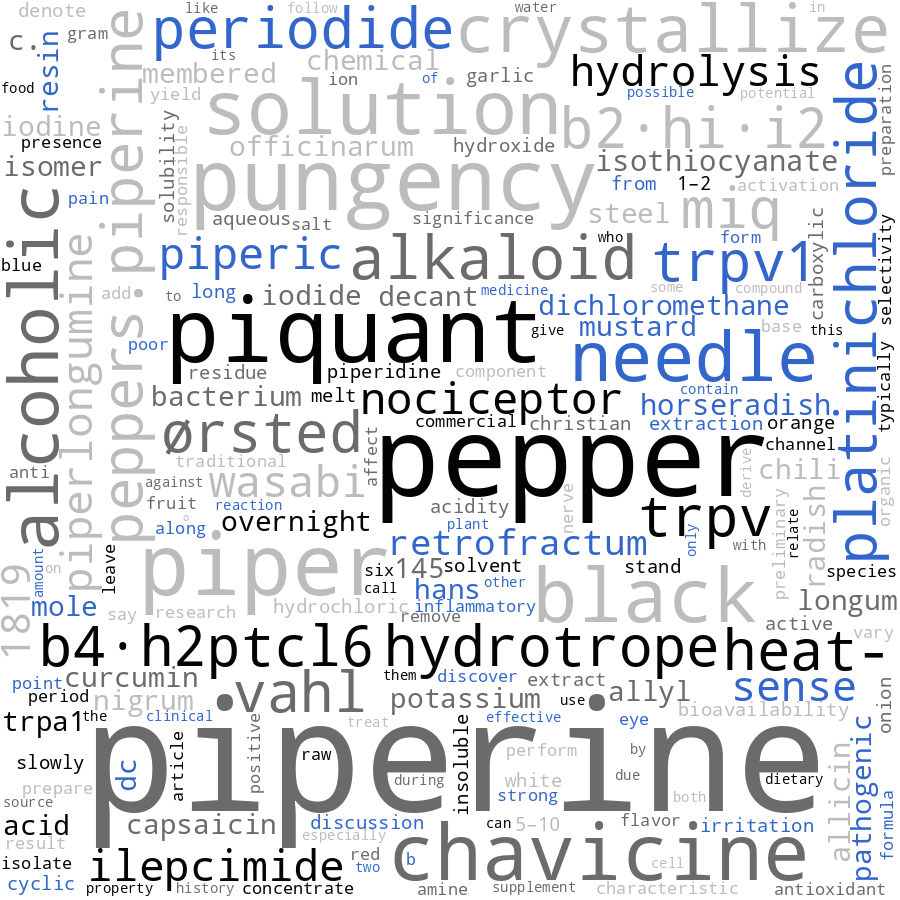 denote
like
follow
water
in
periodide
crystallize
c.
gram
its
resin
membered
chemical
ion
of
garlic
hydrolysis
food
yield
possible
potential
iodine
solution
b2·hi·i2
presence
officinarum
hydroxide
isothiocyanate
isomer
solubility
responsible
pungency
from
1–2
activation
preparation
pain
aqueous
salt
significance
steel
miq.
peppers.piperine
piperic
alkaloid
who
form
trpv1
carboxylic
platinichloride
selectivity
blue
alcoholic
piperlongumine
add
to
long
iodide
decant
medicine
some
compound
dichloromethane
piquant
give
mustard
base
this
poor
needle
typically
residue
piperidine
component
bacterium
melt
nociceptor
contain
horseradish.
ørsted
commercial
christian
extraction
orange
affect
pepper
channel
traditional
anti
against
wasabi
derive
chili
organic
fruit
reaction
acidity
nerve
trpv
preliminary
relate
radish
along
°
overnight
plant
only
with
retrofractum
amount
on
leave
piper
six
145
solvent
stand
species
1819
call
hans
other
black
mole
say
research
hydrochloric
inflammatory
longum
remove
active
vary
b4·h2ptcl6
hydrotrope
heat-
point
curcumin
them
discover
extract
sense
period
nigrum
vahl
potassium
use
allyl
bioavailability
onion
trpa1
the
clinical
positive
treat
insoluble
effective
eye
piperine
slowly
dc
article
raw
perform
by
allicin
pathogenic
prepare
during
white
due
dietary
source
strong
both
formula
acid
capsaicin
discussion
can
5–10
flavor
irritation
result
especially
chavicine
isolate
ilepcimide
red
two
b
cell
cyclic
property
history
concentrate
amine
supplement
characteristic
antioxidant